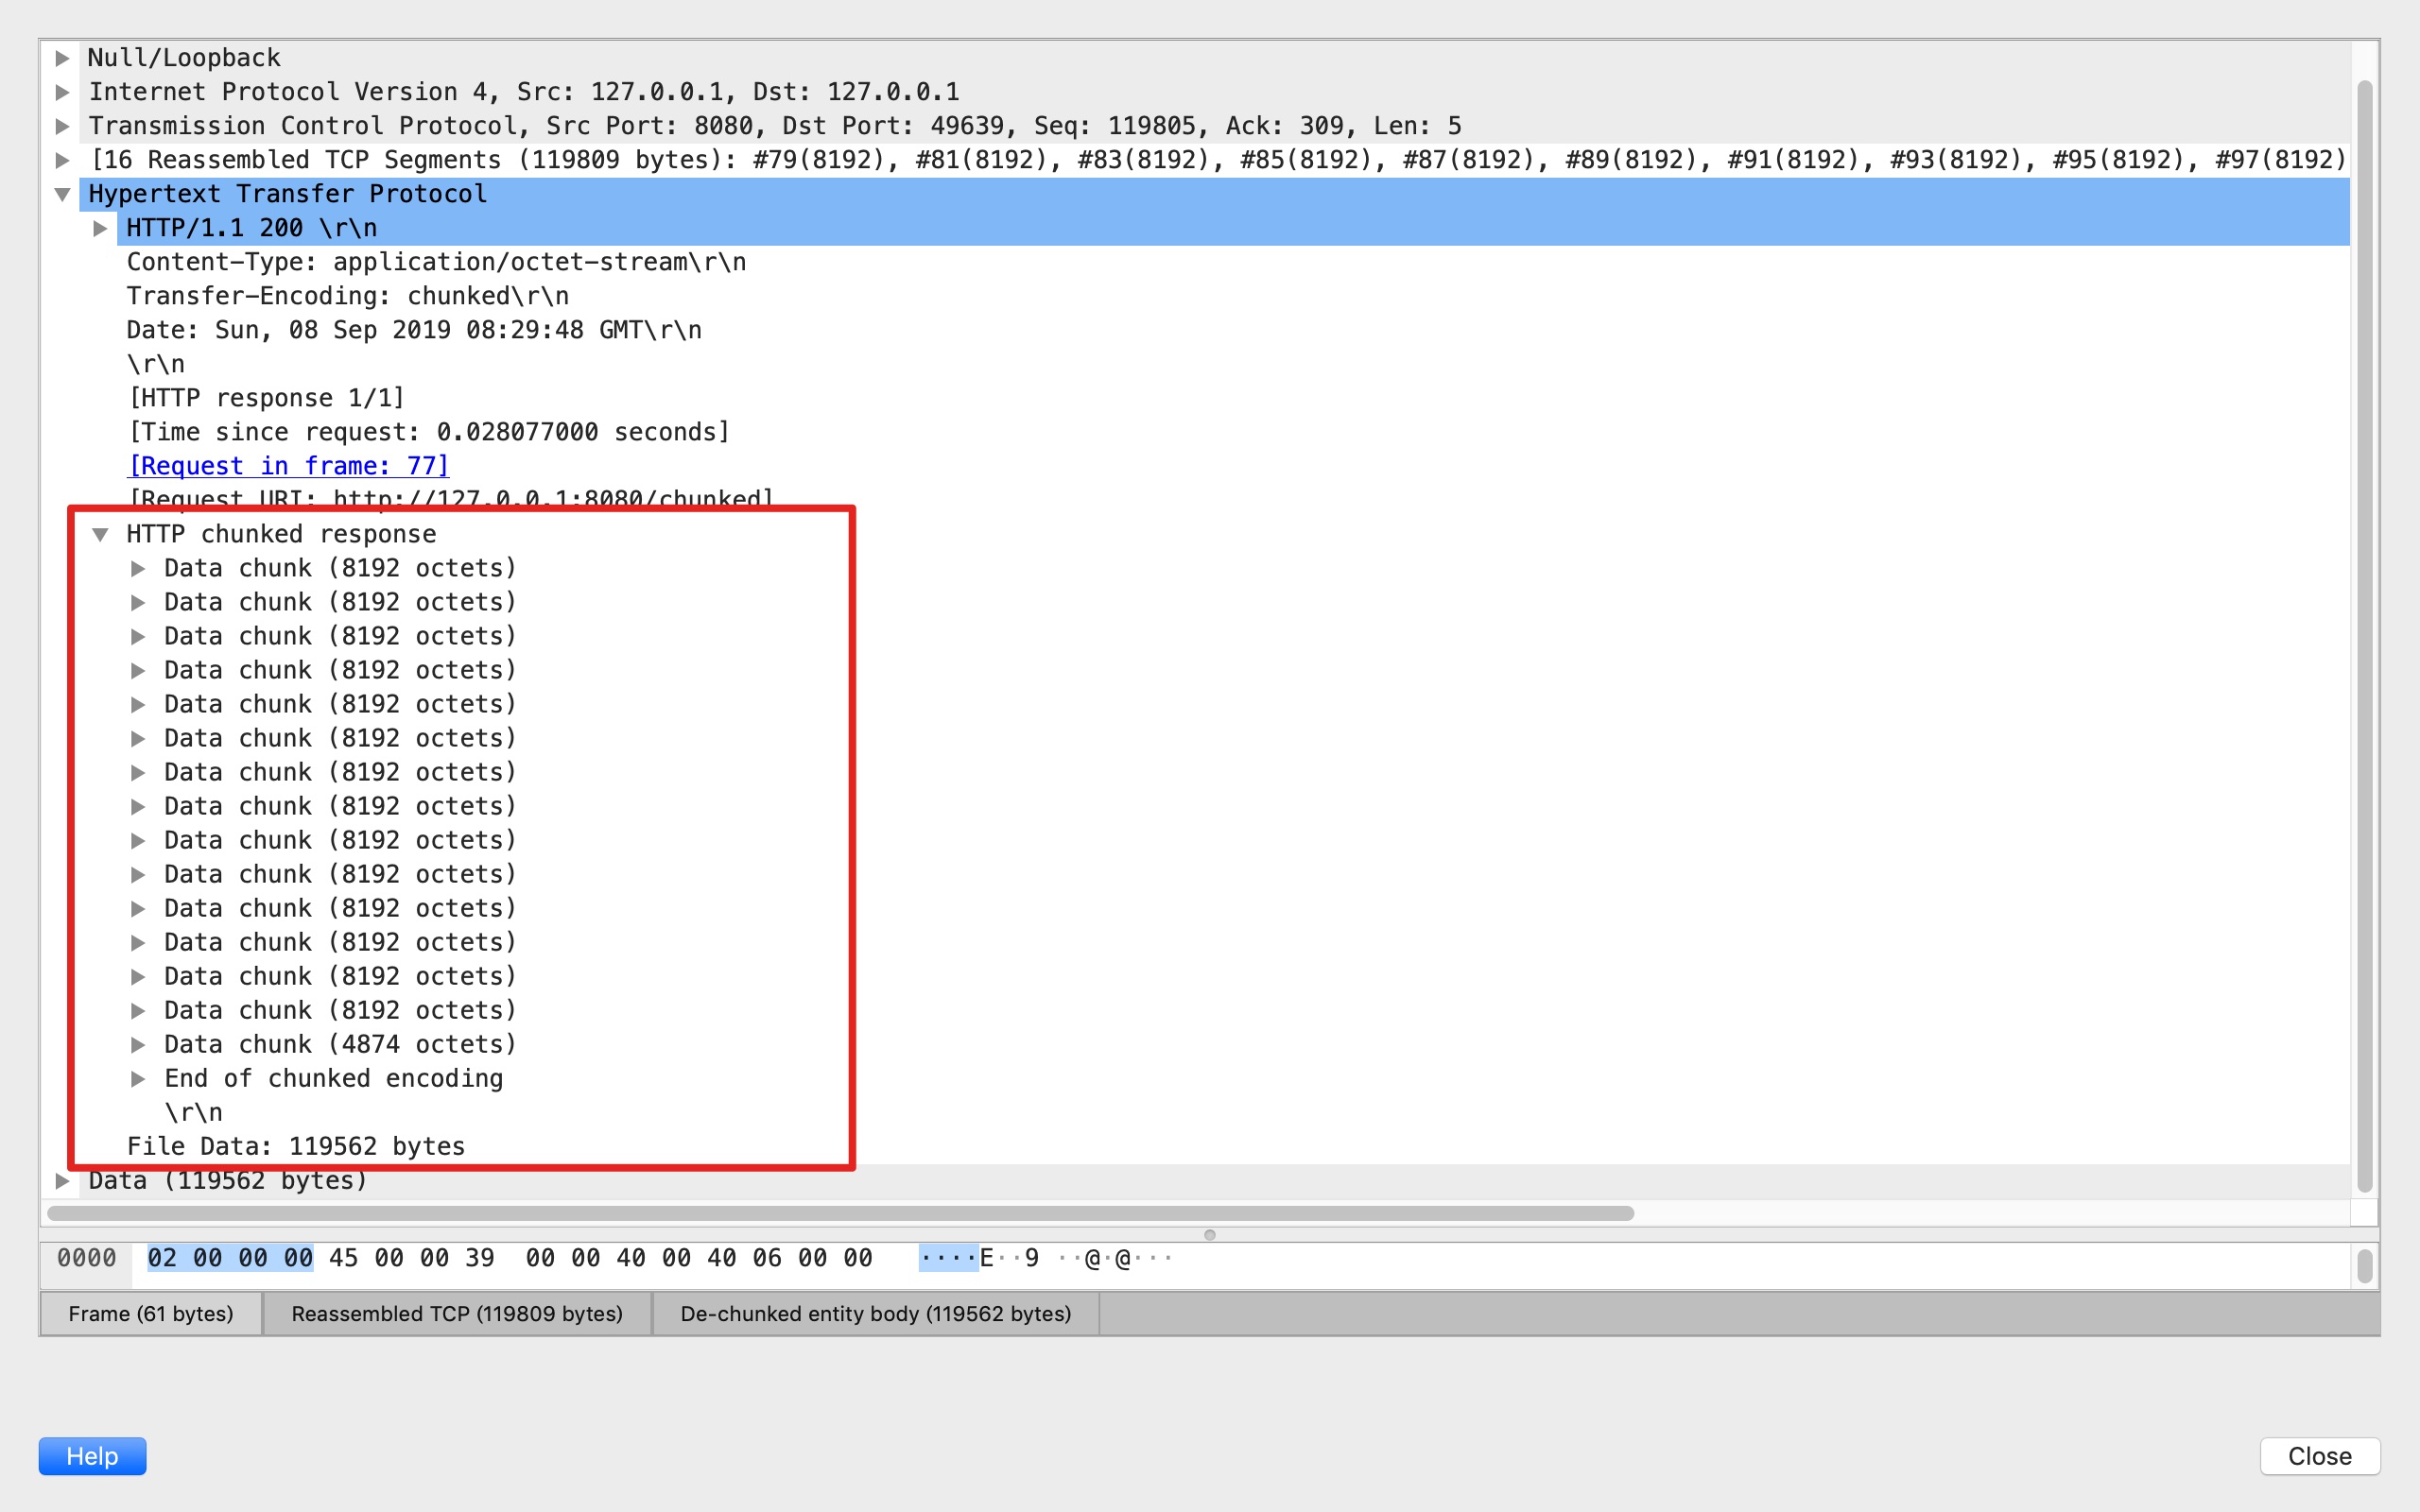 Null/Loopback
Internet Protocol Version 4, Src: 127.0.0.1, Dst: 127.0.0.1
Transmission Control Protocol, Src Port: 8080, Dst Port: 49639, Seq: 119805, Ack: 309, Len: 5
[16 Reassembled TCP Segments (119809 bytes): #79(8192), #81(8192), #83(8192), #85(8192), #87(8192), #89(8192), #91(8192), #93(8192), #95(8192), #97(8192)
Hypertext Transfer Protocol
HTTP/1.1 200 \r\n
Content-Type: application/octet-stream\r\n
Transfer-Encoding: chunked\r\n
Date: Sun, 08 Sep 2019 08:29:48 GMT\r\n
\r\n
[HTTP response 1/1]
[Time since request: 0.028077000 seconds]
[Request in frame: 77]
[Request URI: http://127.0.0.1:8080/chunked]
HTTP chunked response
Data chunk (8192 octets)
Data chunk (8192 octets)
Data chunk (8192 octets)
Data chunk (8192 octets)
Data chunk (8192 octets)
Data chunk (8192 octets)
Data chunk (8192 octets)
Data chunk (8192 octets)
Data chunk (8192 octets)
Data chunk (8192 octets)
Data chunk (8192 octets)
Data chunk (8192 octets)
Data chunk (8192 octets)
Data chunk (8192 octets)
Data chunk (4874 octets)
End of chunked encoding
\r\n
File Data: 119562 bytes
Data (119562 bytes)
0000 02 00 00 00 45 00 00 39 00 00 40 00 40 06 00 00 ····E··9 ··@·@···
Frame (61 bytes) Reassembled TCP (119809 bytes) De-chunked entity body (119562 bytes)
Help Close